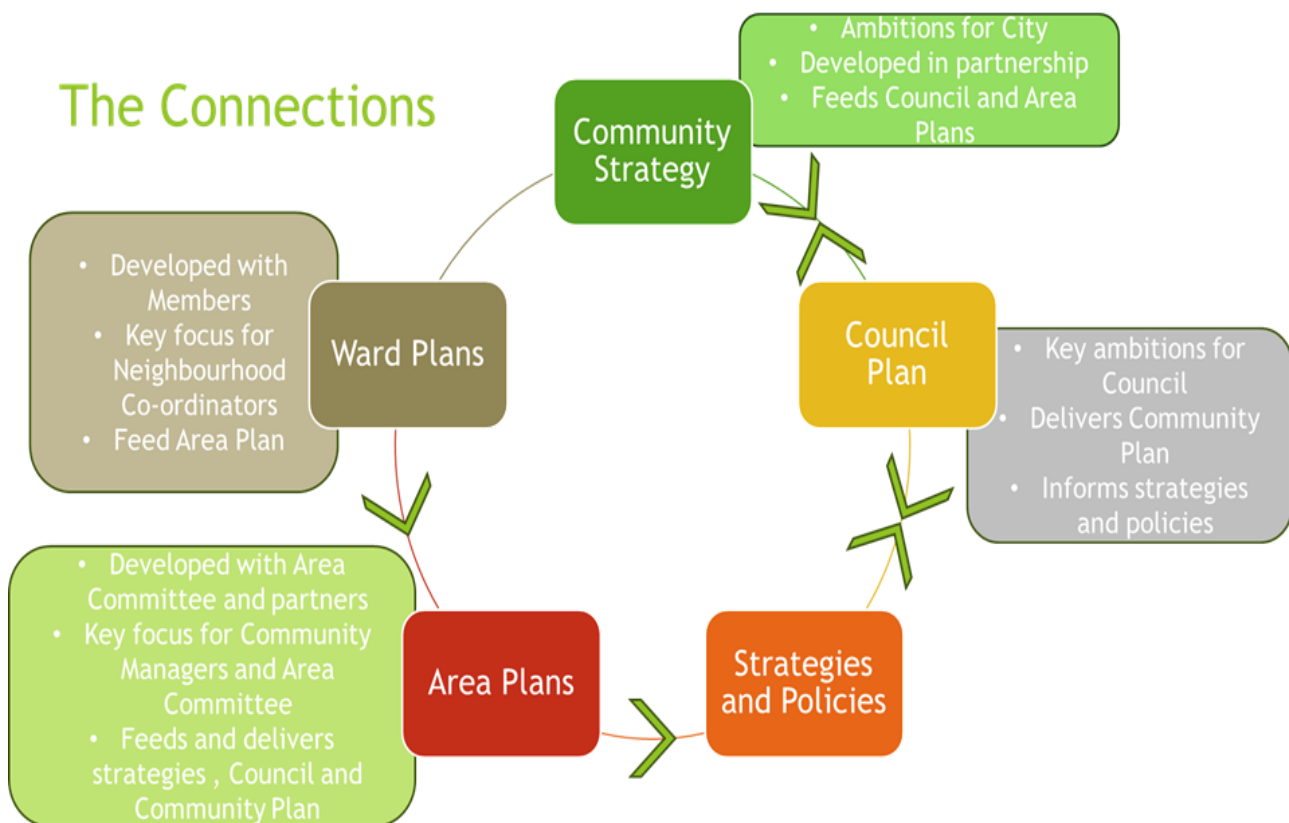 The Connections
Community
Strategy
• Ambitions for City
• Developed in partnership
• Feeds Council and Area
Plans
Council
Plan
• Key ambitions for
Council
• Delivers Community
Plan
• Informs strategies
and policies
Strategies
and Policies
Area Plans
• Developed with Area
Committee and partners
• Key focus for Community
Managers and Area
Committee
• Feeds and delivers
strategies , Council and
Community Plan
Ward Plans
• Developed with
Members
• Key focus for
Neighbourhood
Co-ordinators
• Feed Area Plan